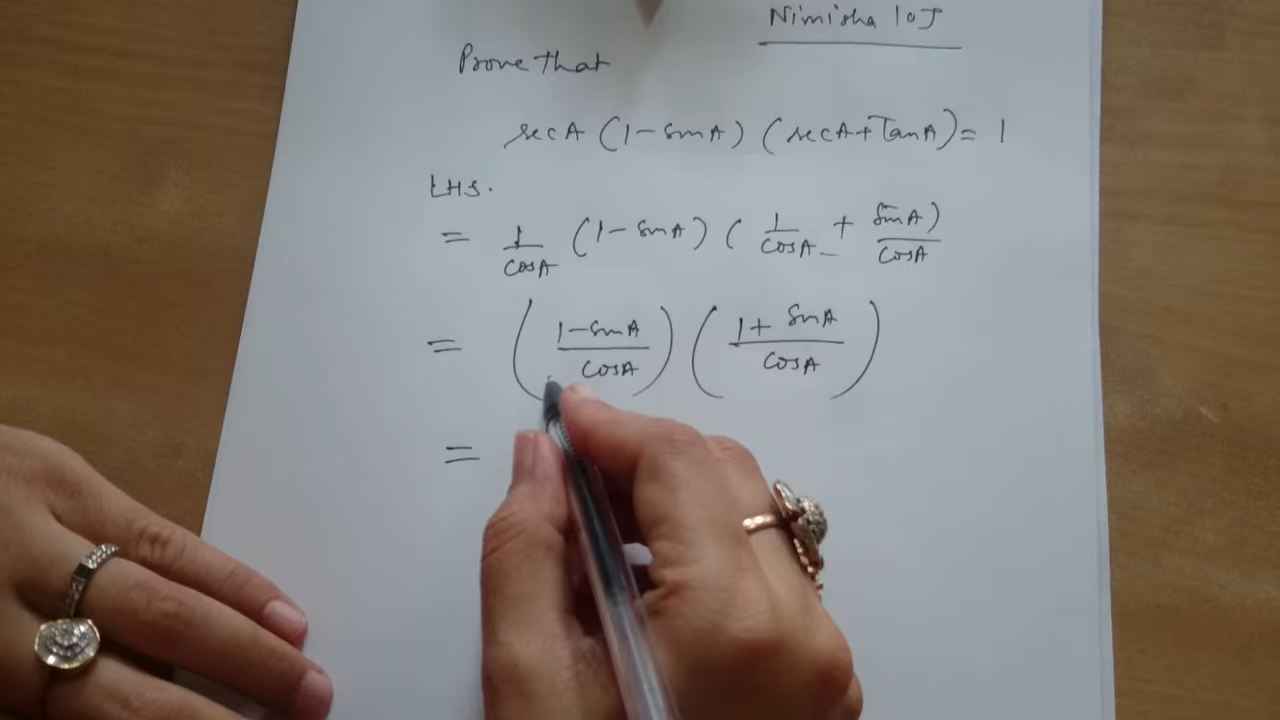 Nimisha IoJ
Prove that
secA (1-sinA) (secA+TanA) = 1
LHS.
= 1/cosA (1-sinA) ( 1/cosA + sinA/cosA )
= ( 1-sinA/cosA ) ( 1+ sinA/cosA )
=